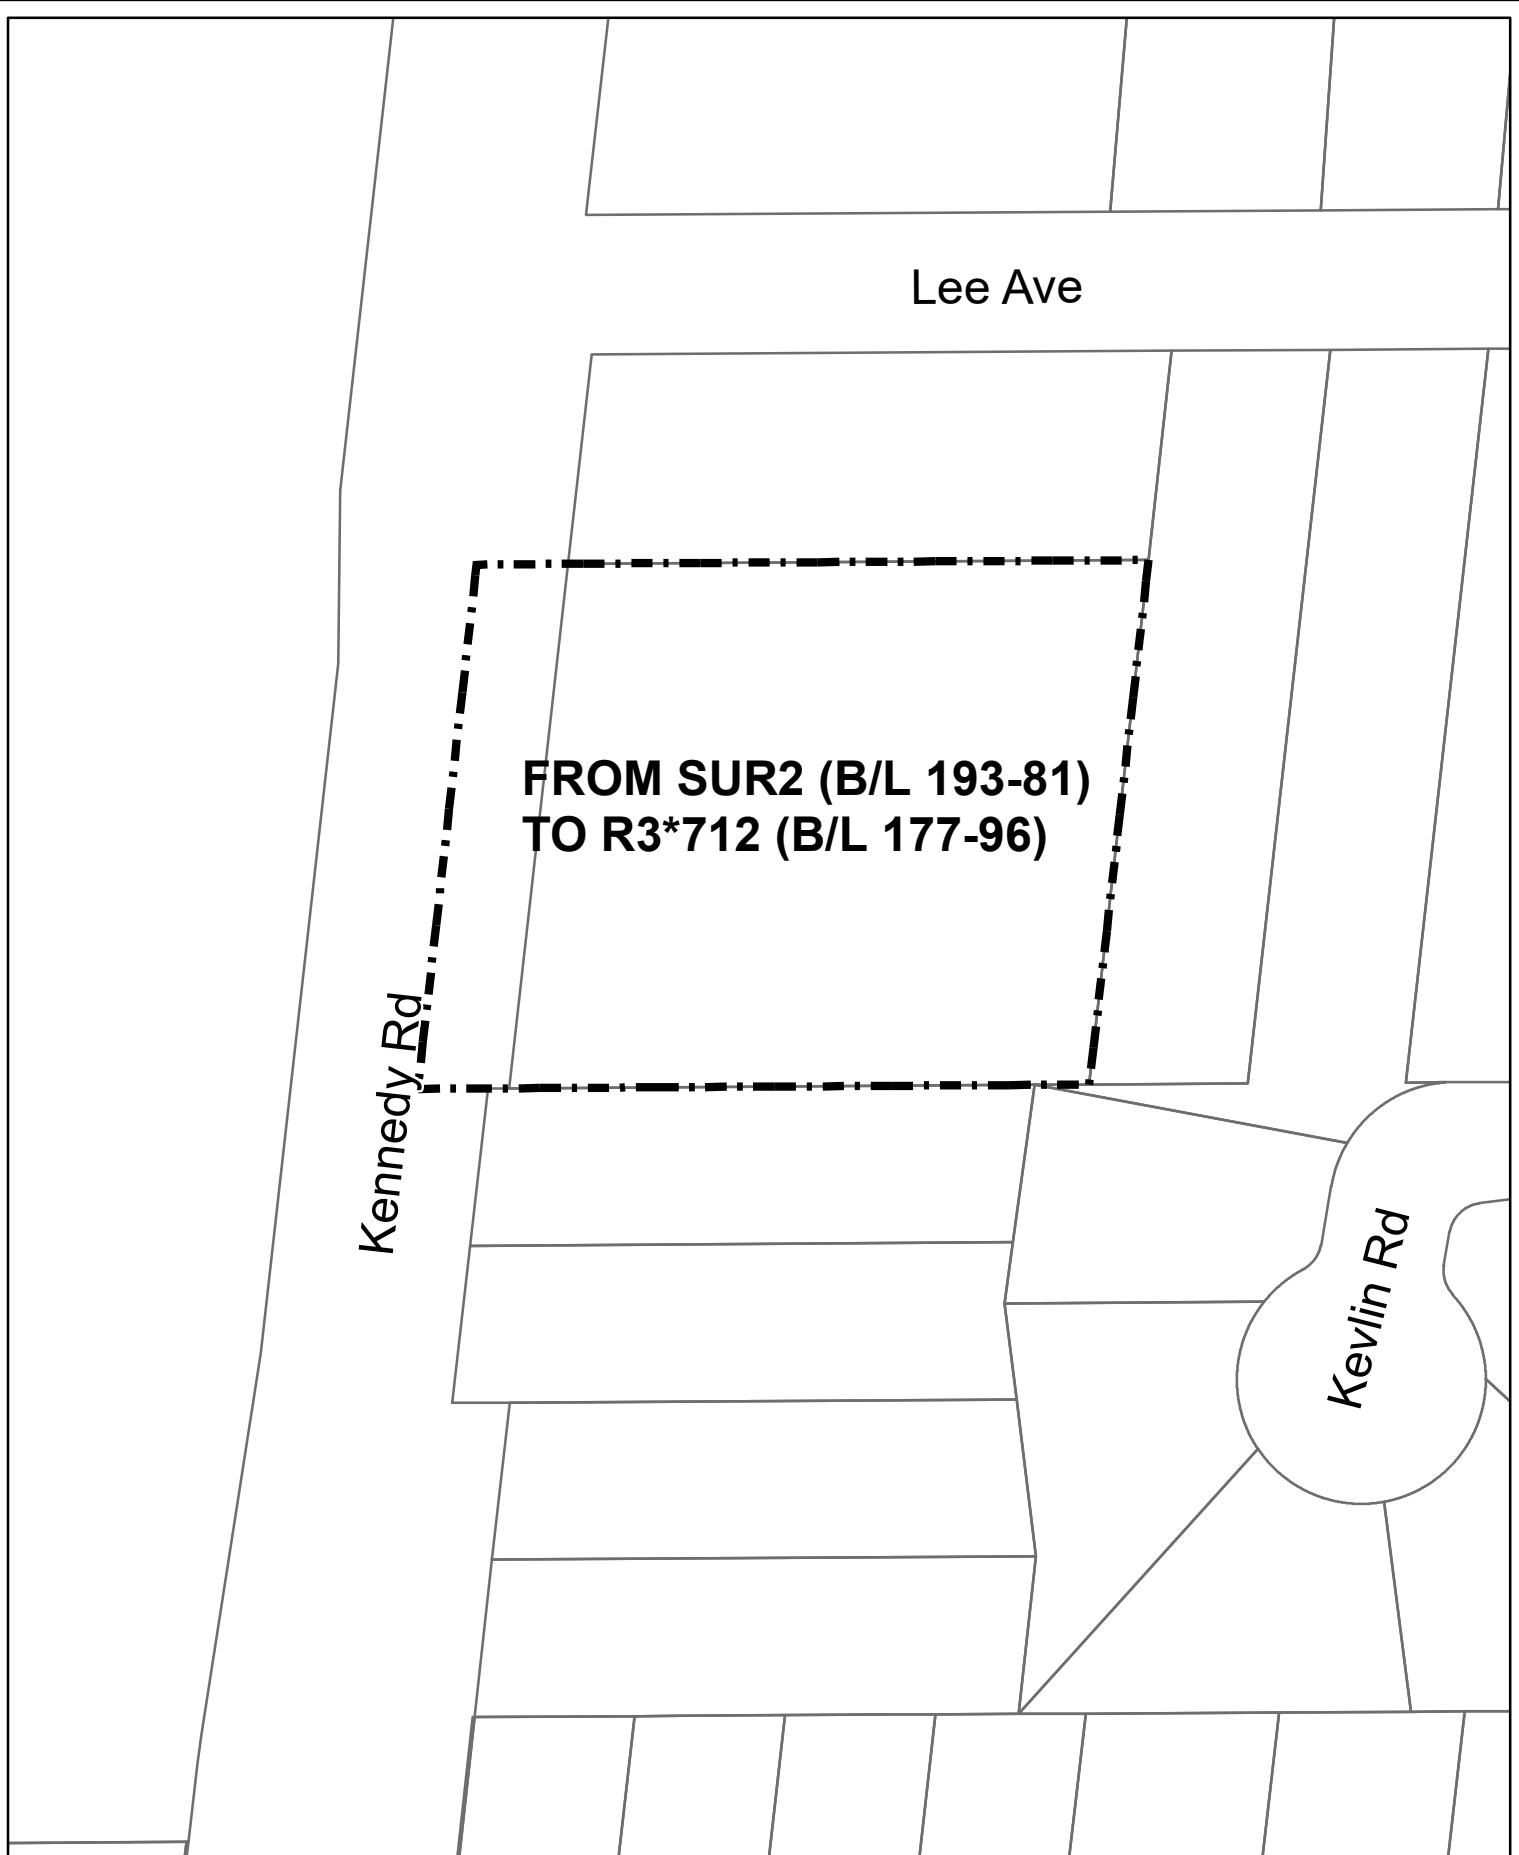 Lee Ave
FROM SUR2 (B/L 193-81)
TO R3*712 (B/L 177-96)
Kennedy Rd
Kevlin Rd